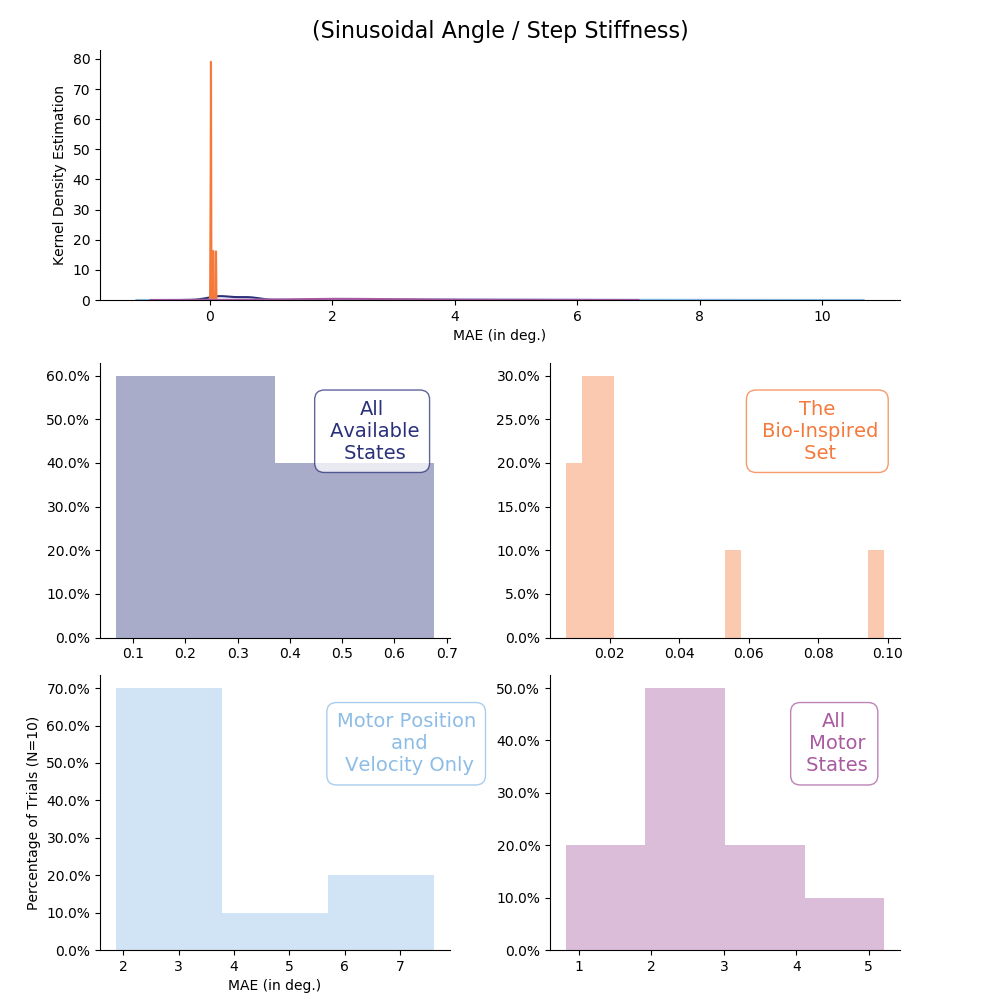 (Sinusoidal Angle / Step Stiffness)
80
70
60
50
40
30
20
10
0
Kernel Density Estimation
0 2 4 6 8 10
MAE (in deg.)
60.0%
50.0%
40.0%
30.0%
20.0%
10.0%
0.0%
All
Available
States
0.1 0.2 0.3 0.4 0.5 0.6 0.7
30.0%
25.0%
20.0%
15.0%
10.0%
5.0%
0.0%
The
Bio-Inspired
Set
0.02 0.04 0.06 0.08 0.10
70.0%
60.0%
50.0%
40.0%
30.0%
20.0%
10.0%
0.0%
Percentage of Trials (N=10)
Motor Position
and
Velocity Only
2 3 4 5 6 7
MAE (in deg.)
50.0%
40.0%
30.0%
20.0%
10.0%
0.0%
All
Motor
States
1 2 3 4 5